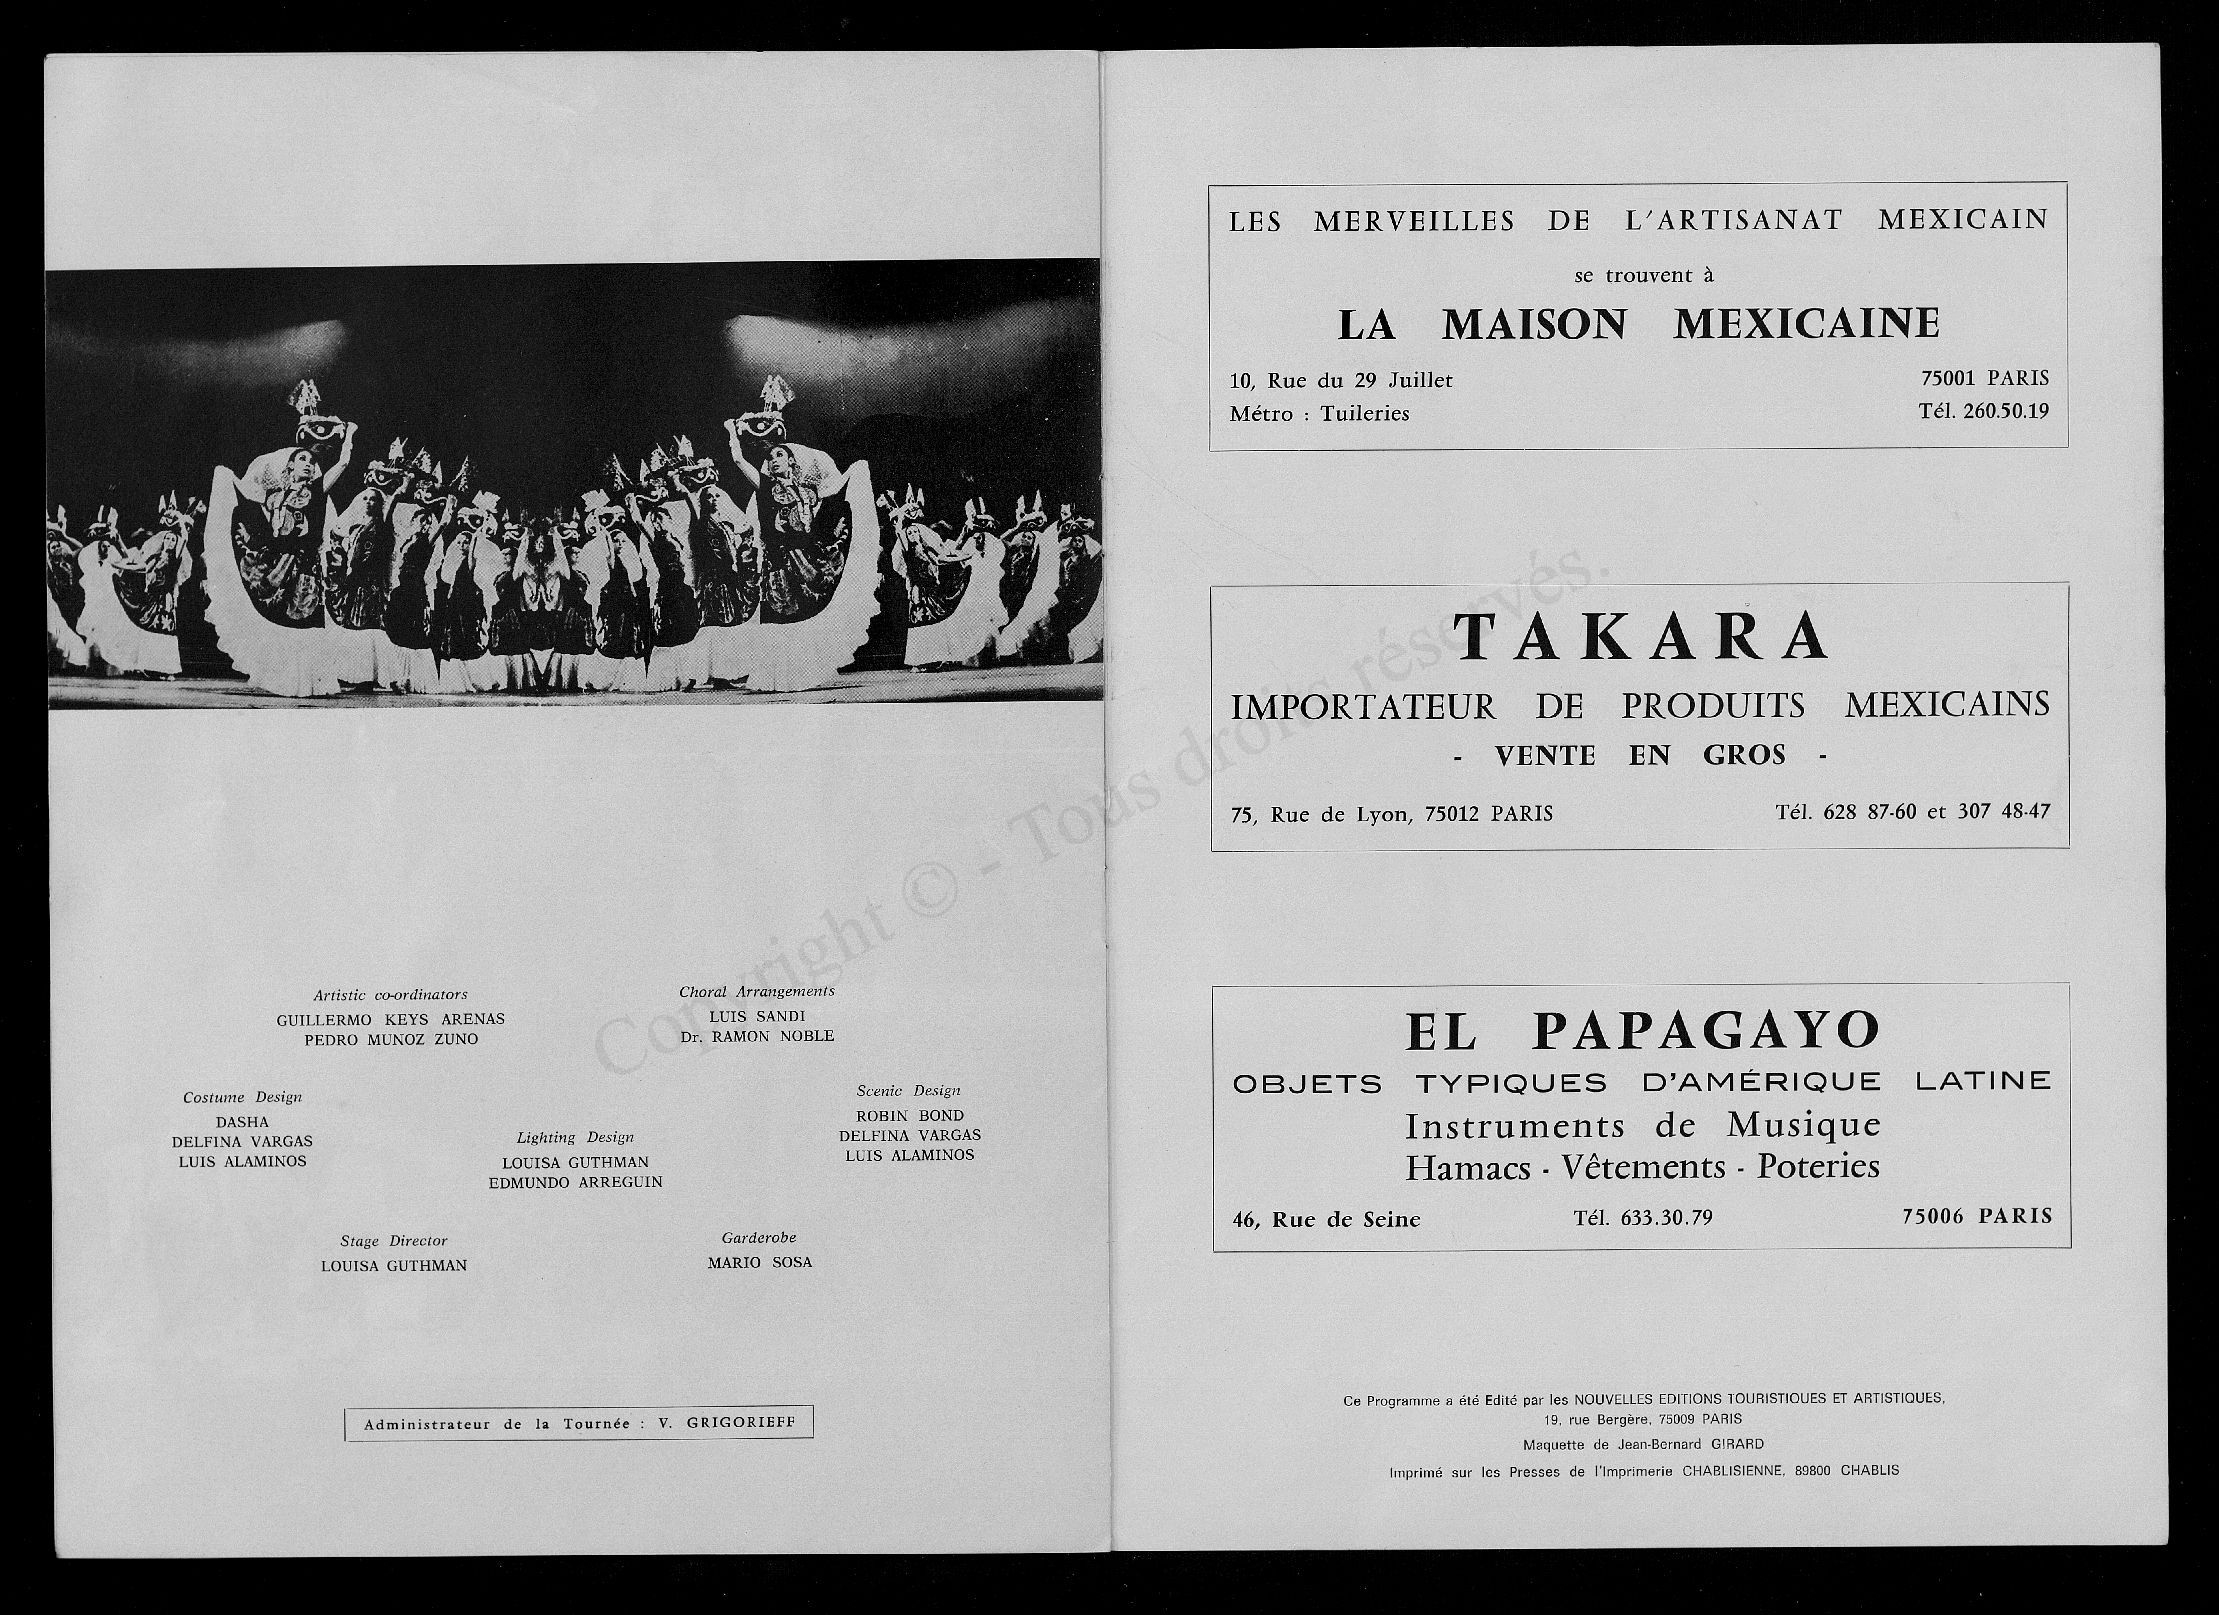 Artistic co-ordinators
GUILLERMO KEYS ARENAS
PEDRO MUNOZ ZUNO
Choral Arrangements
LUIS SANDI
Dr. RAMON NOBLE
Costume Design
DASHA
DELFINA VARGAS
LUIS ALAMINOS
Lighting Design
LOUISA GUTHMAN
EDMUNDO ARREGUIN
Scenic Design
ROBIN BOND
DELFINA VARGAS
LUIS ALAMINOS
Stage Director
LOUISA GUTHMAN
Garderobe
MARIO SOSA
Administrateur de la Tournée : V. GRIGORIEFF
LES MERVEILLES DE L'ARTISANAT MEXICAIN
se trouvent à
LA MAISON MEXICAINE
10, Rue du 29 Juillet 75001 PARIS
Métro : Tuileries Tél. 260.50.19
TAKARA
IMPORTATEUR DE PRODUITS MEXICAINS
- VENTE EN GROS -
75, Rue de Lyon, 75012 PARIS Tél. 628 87-60 et 307 48-47
EL PAPAGAYO
OBJETS TYPIQUES D'AMÉRIQUE LATINE
Instruments de Musique
Hamacs - Vêtements - Poteries
46, Rue de Seine Tél. 633.30.79 75006 PARIS
Ce Programme a été Edité par les NOUVELLES EDITIONS TOURISTIQUES ET ARTISTIQUES,
19, rue Bergère, 75009 PARIS
Maquette de Jean-Bernard GIRARD
Imprimé sur les Presses de l'Imprimerie CHABLISIENNE, 89800 CHABLIS
Copyright © - Tous droits réservés.